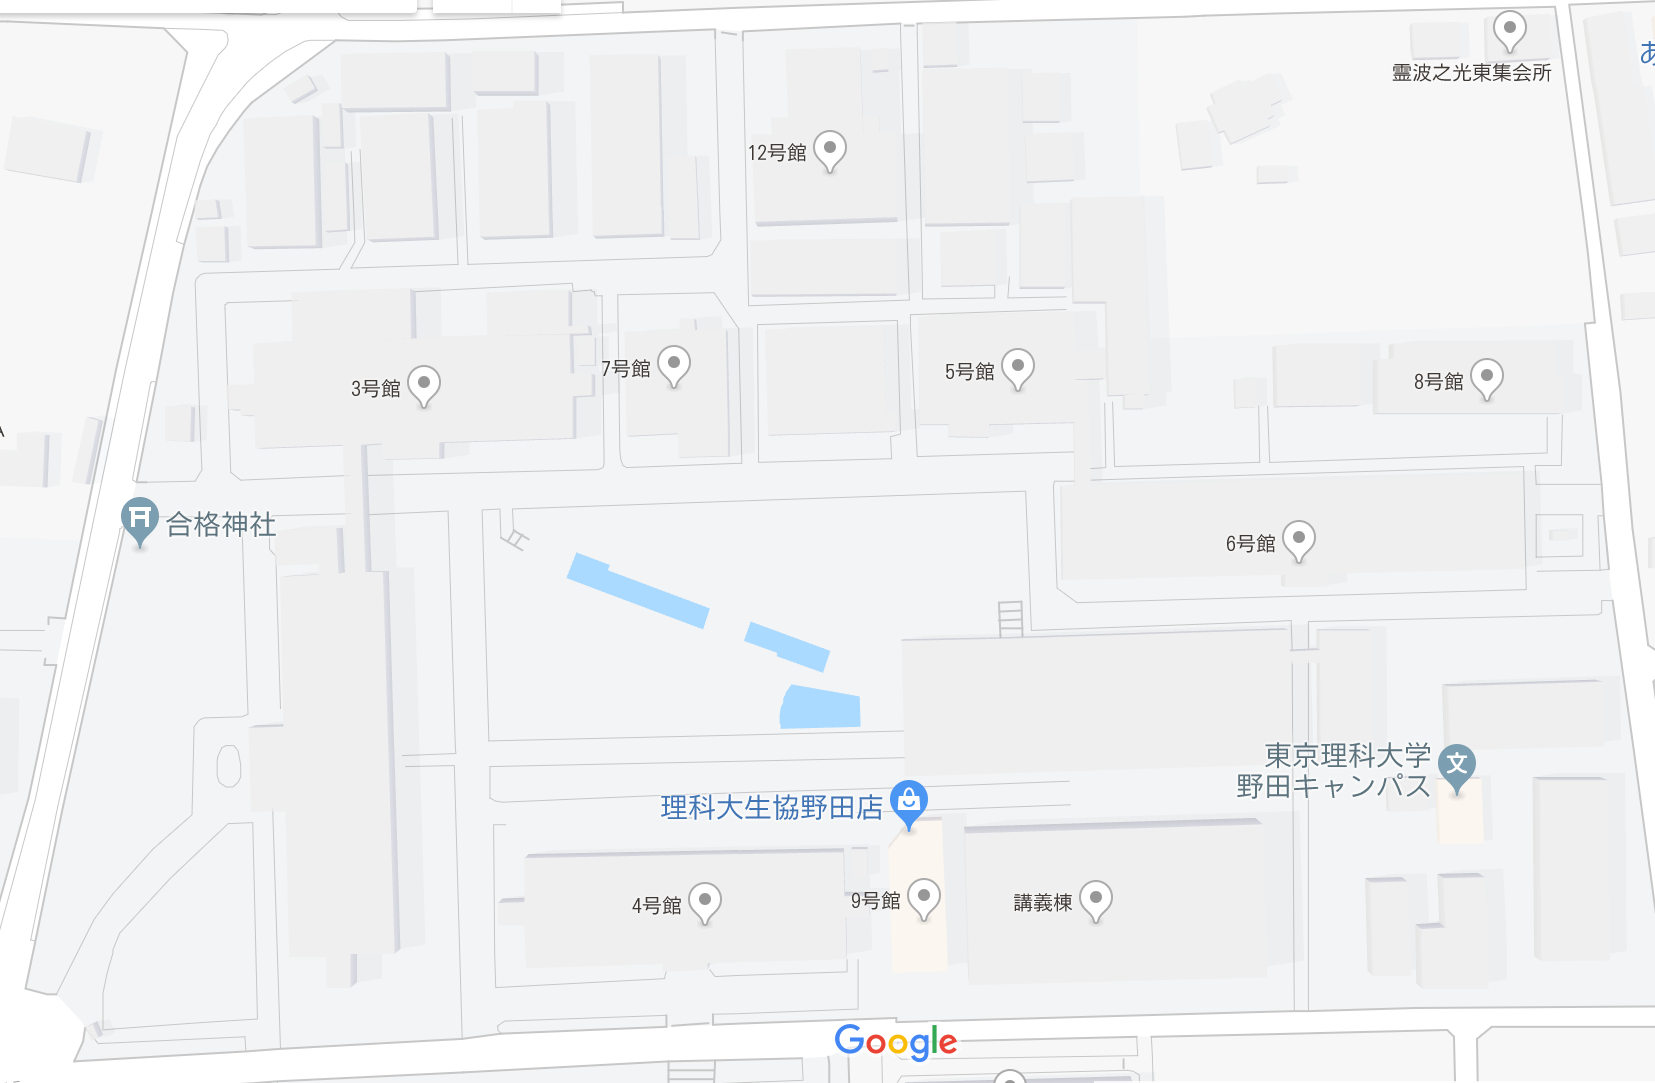 霊波之光東集会所
あ
12号館
3号館
7号館
5号館
8号館
合格神社
6号館
東京理科大学
野田キャンパス
理科大生協野田店
4号館
9号館
講義棟
Google